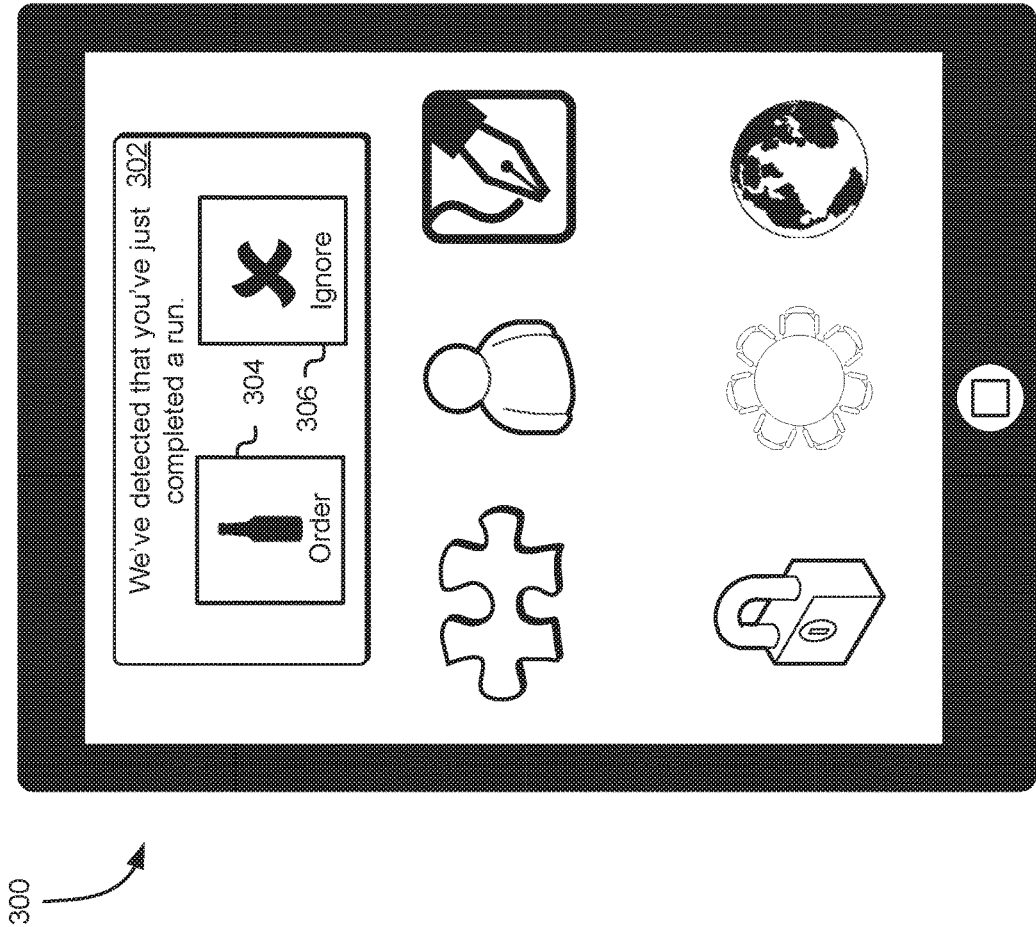 300
We've detected that you've just 302
completed a run.
304
306
Order
Ignore